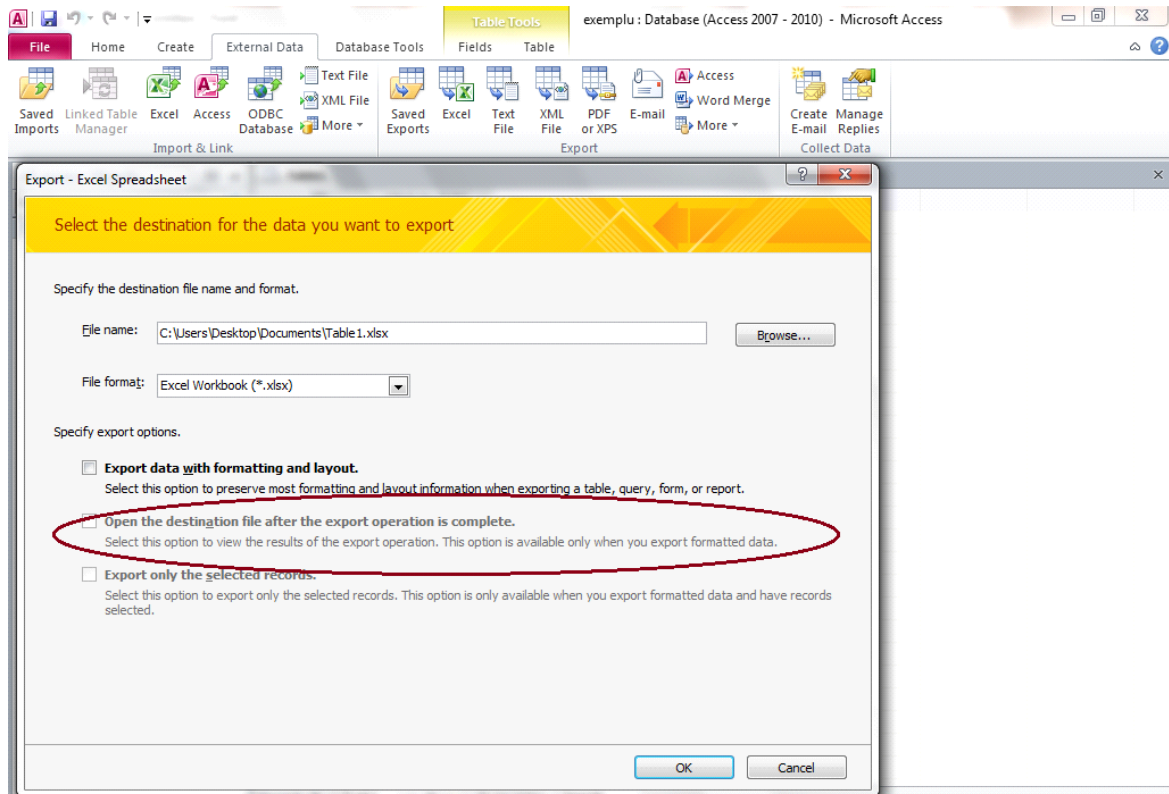 Table Tools
exemplu : Database (Access 2007 - 2010) - Microsoft Access
File Home Create External Data Database Tools Fields Table
Saved Imports
Linked Table Manager
Excel
Access
ODBC Database
Text File
XML File
More
Saved Exports
Excel
Text File
XML File
PDF or XPS
E-mail
Access
Word Merge
More
Create E-mail
Manage Replies
Import & Link
Export
Collect Data
Export - Excel Spreadsheet
Select the destination for the data you want to export
Specify the destination file name and format.
File name: C:\Users\Desktop\Documents\Table1.xlsx Browse...
File format: Excel Workbook (*.xlsx)
Specify export options.
Export data with formatting and layout.
Select this option to preserve most formatting and layout information when exporting a table, query, form, or report.
Open the destination file after the export operation is complete.
Select this option to view the results of the export operation. This option is available only when you export formatted data.
Export only the selected records.
Select this option to export only the selected records. This option is only available when you export formatted data and have records
selected.
OK Cancel